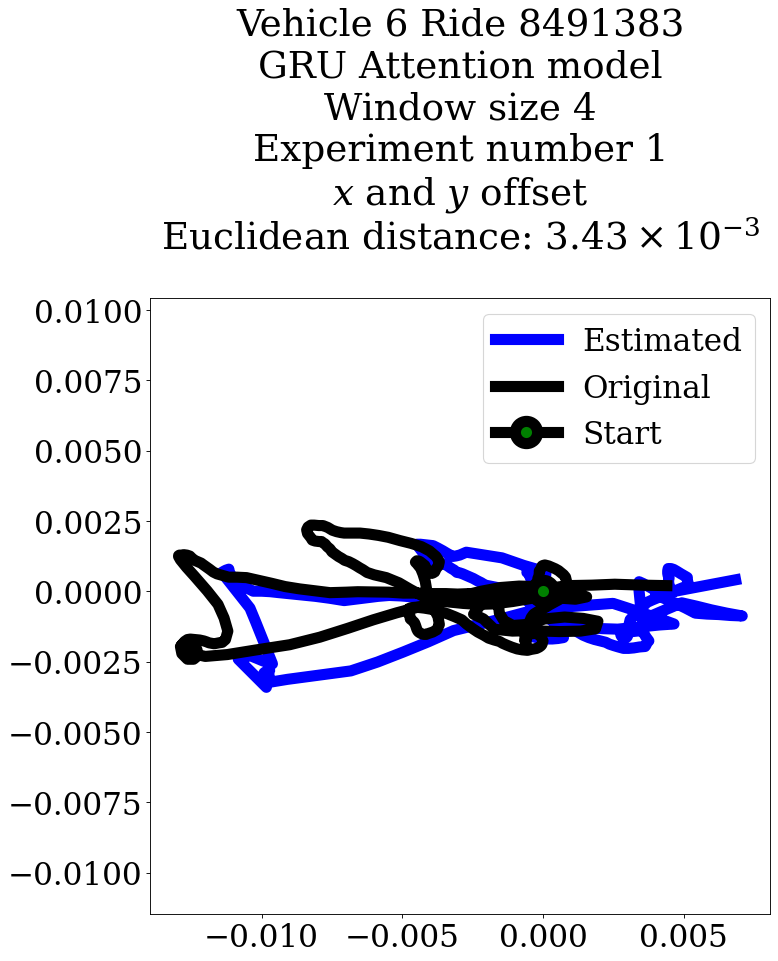 Vehicle 6 Ride 8491383
GRU Attention model
Window size 4
Experiment number 1
x and y offset
Euclidean distance: 3.43 × 10⁻³
Estimated
Original
Start
0.0100
0.0075
0.0050
0.0025
0.0000
−0.0025
−0.0050
−0.0075
−0.0100
−0.010 −0.005 0.000 0.005